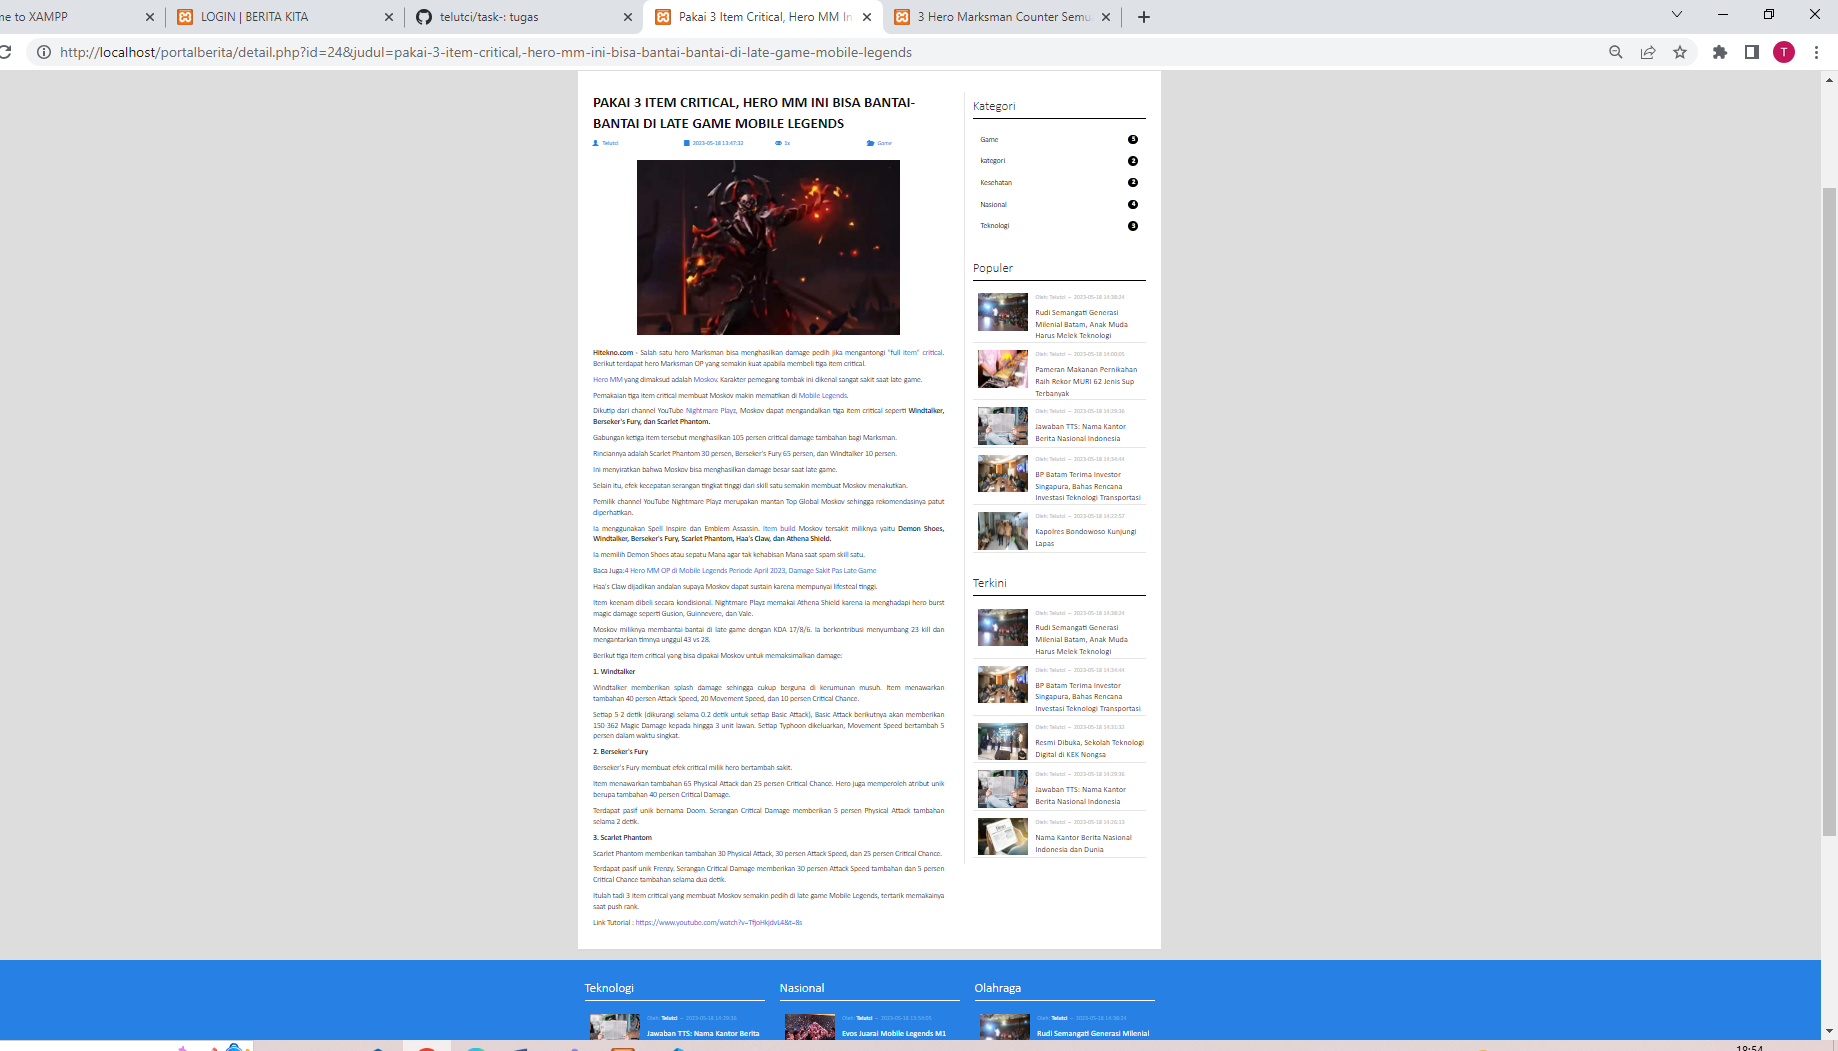 me to XAMPP
LOGIN | BERITA KITA
telutci/task-: tugas
Pakai 3 Item Critical, Hero MM In
3 Hero Marksman Counter Semu
http://localhost/portalberita/detail.php?id=24&judul=pakai-3-item-critical,-hero-mm-ini-bisa-bantai-bantai-di-late-game-mobile-legends
T
PAKAI 3 ITEM CRITICAL, HERO MM INI BISA BANTAI-
BANTAI DI LATE GAME MOBILE LEGENDS
Telutci 2023-05-18 13:47:32 1x Game
Hitekno.com - Salah satu hero Marksman bisa menghasilkan damage pedih jika mengantongi "full item" critical.
Berikut terdapat hero Marksman OP yang semakin kuat apabila membeli tiga item critical.
Hero MM yang dimaksud adalah Moskov. Karakter pemegang tombak ini dikenal sangat sakit saat late game.
Pemakaian tiga item critical membuat Moskov makin mematikan di Mobile Legends.
Dikutip dari channel YouTube Nightmare Playz, Moskov dapat mengandalkan tiga item critical seperti Windtalker,
Berseker's Fury, dan Scarlet Phantom.
Gabungan ketiga item tersebut menghasilkan 105 persen critical damage tambahan bagi Marksman.
Rinciannya adalah Scarlet Phantom 30 persen, Berseker's Fury 65 persen, dan Windtalker 10 persen.
Ini menyiratkan bahwa Moskov bisa menghasilkan damage besar saat late game.
Selain itu, efek kecepatan serangan tingkat tinggi dari skill satu semakin membuat Moskov menakutkan.
Pemilik channel YouTube Nightmare Playz merupakan mantan Top Global Moskov sehingga rekomendasinya patut
diperhatikan.
Ia menggunakan Spell Inspire dan Emblem Assassin. Item build Moskov tersakit miliknya yaitu Demon Shoes,
Windtalker, Berseker's Fury, Scarlet Phantom, Haa's Claw, dan Athena Shield.
Ia memilih Demon Shoes atau sepatu Mana agar tak kehabisan Mana saat spam skill satu.
Baca Juga:4 Hero MM OP di Mobile Legends Periode April 2023, Damage Sakit Pas Late Game
Haa's Claw dijadikan andalan supaya Moskov dapat sustain karena mempunyai lifesteal tinggi.
Item keenam dibeli secara kondisional. Nightmare Playz memakai Athena Shield karena ia menghadapi hero burst
magic damage seperti Gusion, Guinnevere, dan Vale.
Moskov miliknya membantai-bantai di late game dengan KDA 17/8/6. Ia berkontribusi menyumbang 23 kill dan
mengantarkan timnya unggul 43 vs 28.
Berikut tiga item critical yang bisa dipakai Moskov untuk memaksimalkan damage:
1. Windtalker
Windtalker memberikan splash damage sehingga cukup berguna di kerumunan musuh. Item menawarkan
tambahan 40 persen Attack Speed, 20 Movement Speed, dan 10 persen Critical Chance.
Setiap 5-2 detik (dikurangi selama 0.2 detik untuk setiap Basic Attack), Basic Attack berikutnya akan memberikan
150-362 Magic Damage kepada hingga 3 unit lawan. Setiap Typhoon dikeluarkan, Movement Speed bertambah 5
persen dalam waktu singkat.
2. Berseker's Fury
Berseker's Fury membuat efek critical milik hero bertambah sakit.
Item menawarkan tambahan 65 Physical Attack dan 25 persen Critical Chance. Hero juga memperoleh atribut unik
berupa tambahan 40 persen Critical Damage.
Terdapat pasif unik bernama Doom. Serangan Critical Damage memberikan 5 persen Physical Attack tambahan
selama 2 detik.
3. Scarlet Phantom
Scarlet Phantom memberikan tambahan 30 Physical Attack, 30 persen Attack Speed, dan 25 persen Critical Chance.
Terdapat pasif unik Frenzy. Serangan Critical Damage memberikan 30 persen Attack Speed tambahan dan 5 persen
Critical Chance tambahan selama dua detik.
Itulah tadi 3 item critical yang membuat Moskov semakin pedih di late game Mobile Legends, tertarik memakainya
saat push rank.
Link Tutorial : https://www.youtube.com/watch?v=TfjoHkjdvL4&t=8s
Kategori
Game 5
kategori 2
Kesehatan 2
Nasional 4
Teknologi 3
Populer
Oleh: Telutci - 2023-05-18 14:38:24
Rudi Semangati Generasi
Milenial Batam, Anak Muda
Harus Melek Teknologi
Oleh: Telutci - 2023-05-18 14:00:05
Pameran Makanan Pernikahan
Raih Rekor MURI 62 Jenis Sup
Terbanyak
Oleh: Telutci - 2023-05-18 14:29:36
Jawaban TTS: Nama Kantor
Berita Nasional Indonesia
Oleh: Telutci - 2023-05-18 14:34:49
BP Batam Terima Investor
Singapura, Bahas Rencana
Investasi Teknologi Transportasi
Oleh: Telutci - 2023-05-18 14:22:57
Kapolres Bondowoso Kunjungi
Lapas
Terkini
Oleh: Telutci - 2023-05-18 14:38:24
Rudi Semangati Generasi
Milenial Batam, Anak Muda
Harus Melek Teknologi
Oleh: Telutci - 2023-05-18 14:34:49
BP Batam Terima Investor
Singapura, Bahas Rencana
Investasi Teknologi Transportasi
Oleh: Telutci - 2023-05-18 14:31:32
Resmi Dibuka, Sekolah Teknologi
Digital di KEK Nongsa
Oleh: Telutci - 2023-05-18 14:29:36
Jawaban TTS: Nama Kantor
Berita Nasional Indonesia
Oleh: Telutci - 2023-05-18
Nama Kantor Berita Nasional
Indonesia dan Dunia
Teknologi
Oleh: Telutci - 2023-05-18 14:29:36
Jawaban TTS: Nama Kantor Berita
Nasional
Oleh: Telutci - 2023-05-18
Evos Juarai Mobile Legends M1
Olahraga
Oleh: Telutci - 2023-05-18 14:38:24
Rudi Semangati Generasi Milenial